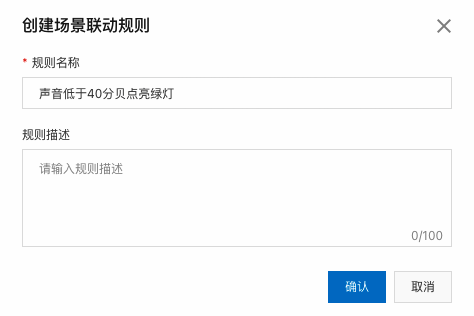 创建场景联动规则
* 规则名称
声音低于40分贝点亮绿灯
规则描述
请输入规则描述
0/100
确认
取消